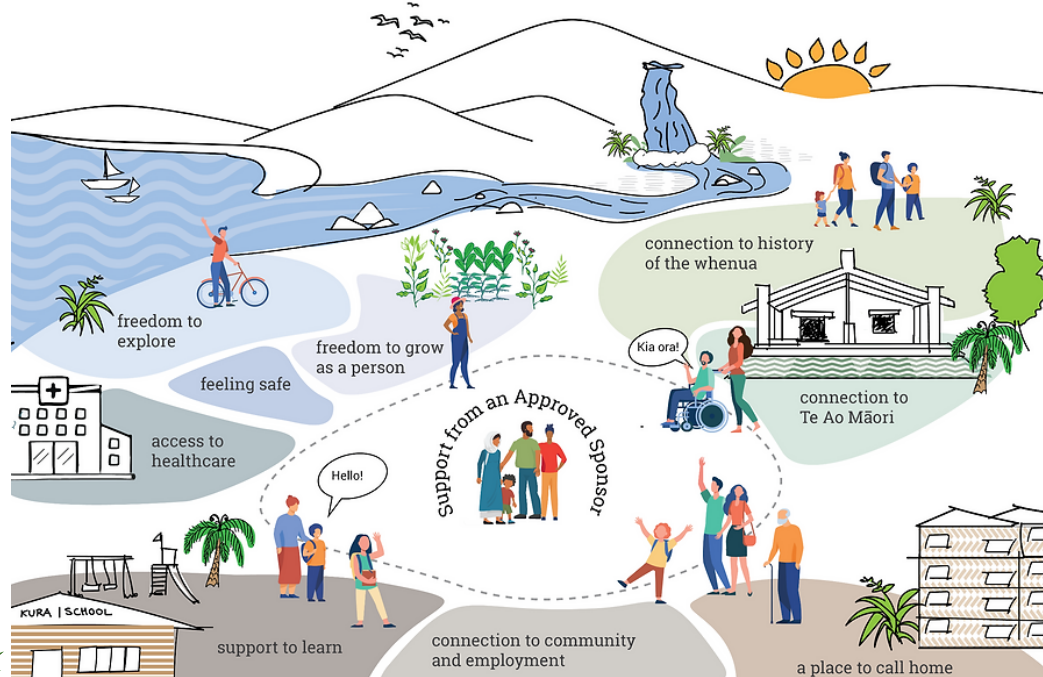 connection to history
of the whenua
freedom to
explore
freedom to grow
as a person
Kia ora!
feeling safe
connection to
Te Ao Māori
Support from an Approved Sponsor
access to
healthcare
Hello!
KURA | SCHOOL
support to learn
connection to community
and employment
a place to call home